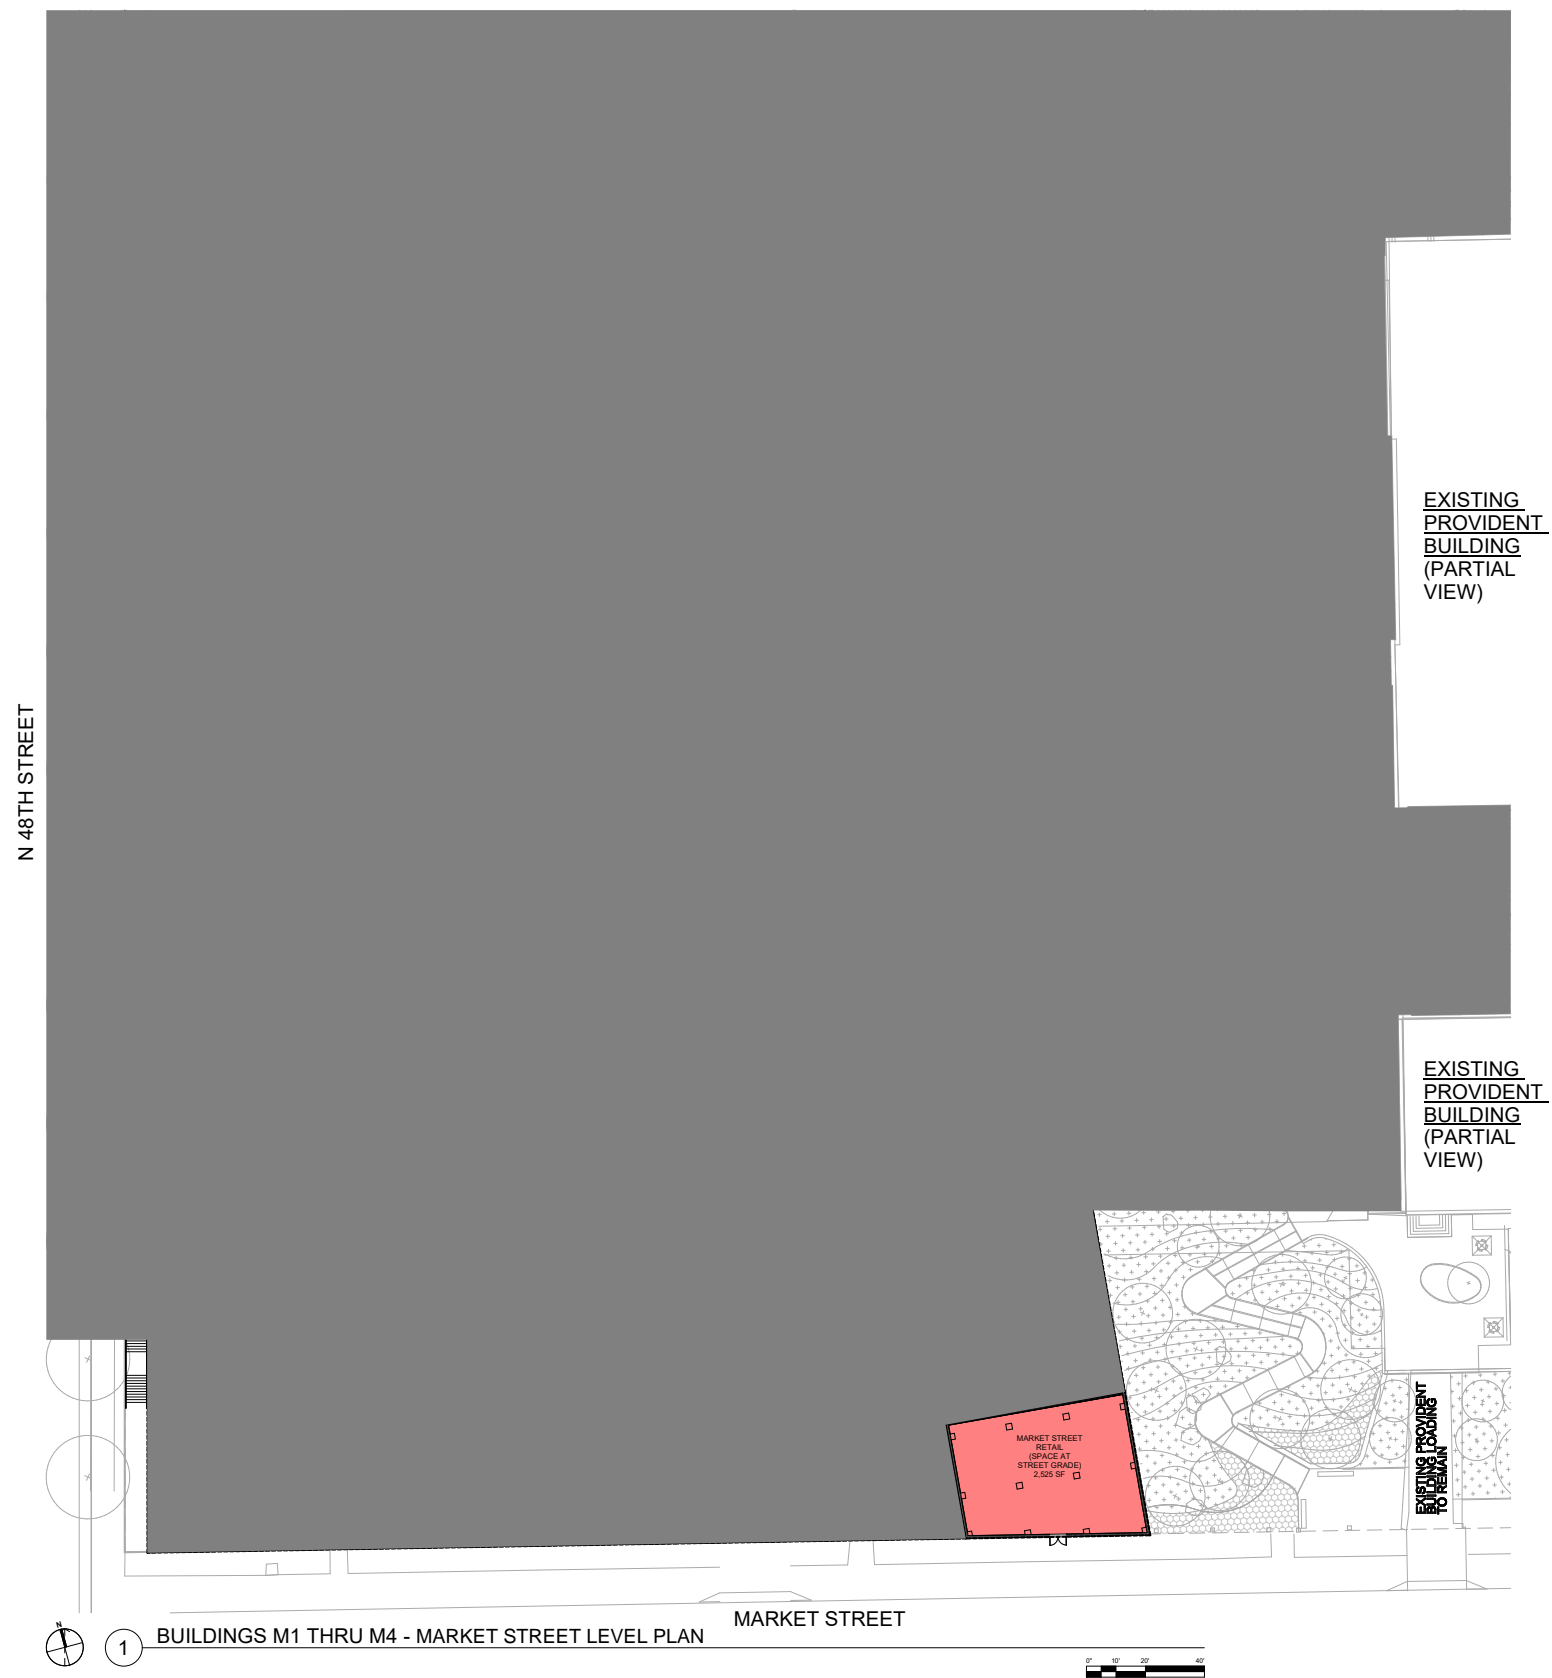 EXISTING
PROVIDENT
BUILDING
(PARTIAL
VIEW)
N 48TH STREET
EXISTING
PROVIDENT
BUILDING
(PARTIAL
VIEW)
MARKET STREET
RETAIL
(SPACE AT
STREET GRADE)
2,525 SF
EXISTING PROVIDENT
BUILDING LOADING
TO REMAIN
MARKET STREET
N
1
BUILDINGS M1 THRU M4 - MARKET STREET LEVEL PLAN
0" 10' 20' 40'